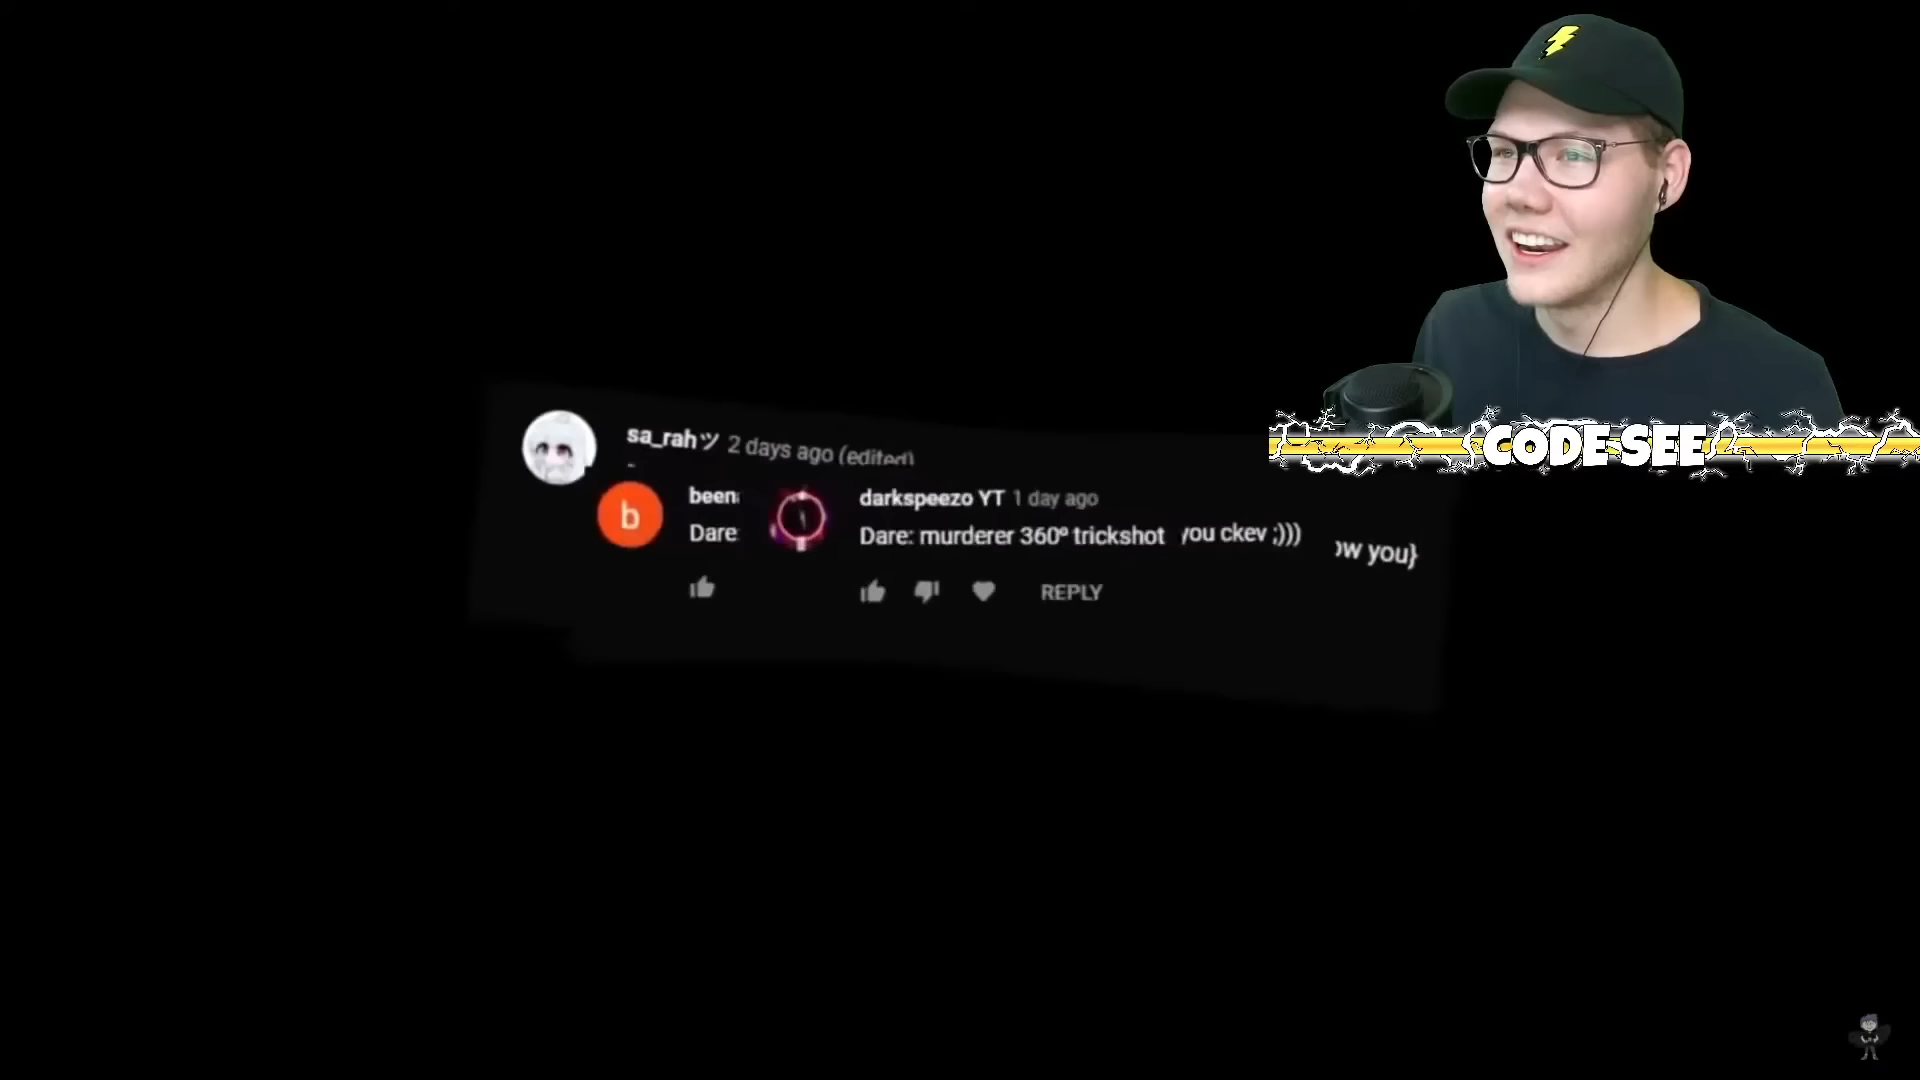 sa_rahツ 2 days ago (edited)
b
been
Dare
darkspeezo YT 1 day ago
Dare: murderer 360º trickshot
you ckev ;)))
ow you}
REPLY
CODE SEE